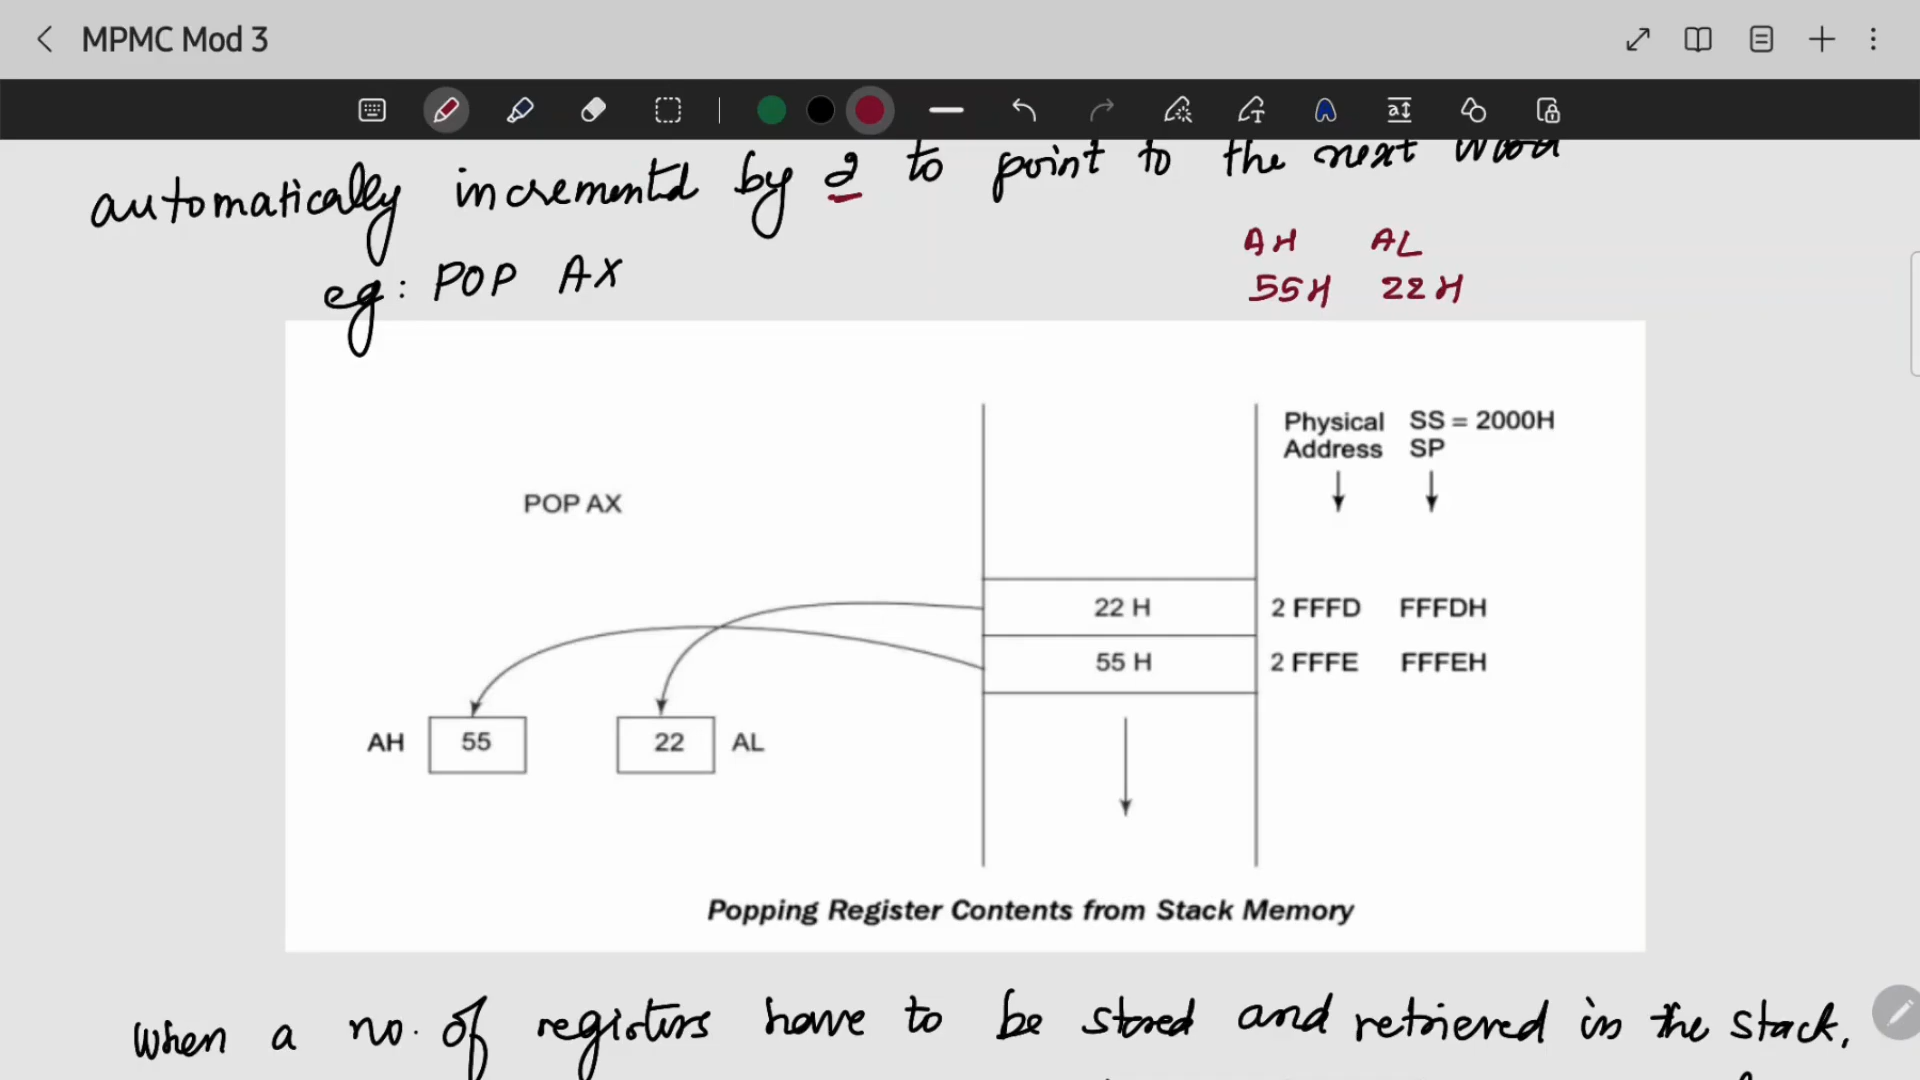 MPMC Mod 3
automatically incremented by 2 to point to the next word
AH AL
eg: POP AX 55H 22H
Physical SS = 2000H
Address SP
POP AX
22 H 2 FFFD FFFDH
55 H 2 FFFE FFFEH
AH 55 22 AL
Popping Register Contents from Stack Memory
when a no. of registers have to be stored and retrieved in the stack,